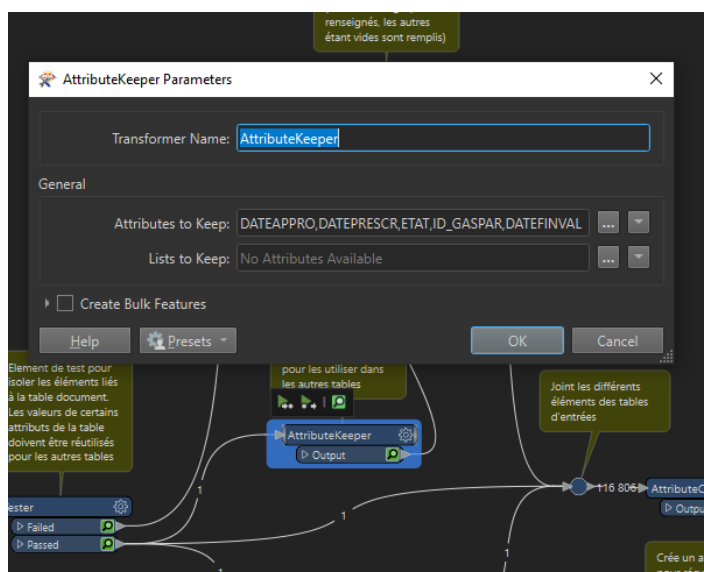 renseignés, les autres
étant vides sont remplis)
AttributeKeeper Parameters
Transformer Name: AttributeKeeper
General
Attributes to Keep: DATEAPPRO,DATEPRESCR,ETAT,ID_GASPAR,DATEFINVAL ...
Lists to Keep: No Attributes Available ...
Create Bulk Features
Help Presets OK Cancel
Element de test pour
isoler les éléments liés
à la table document.
Les valeurs de certains
attributs de la table
doivent être réutilisés
pour les autres tables
pour les utiliser dans
les autres tables
AttributeKeeper
Output
Joint les différents
éléments des tables
d'entrées
116 806
AttributeC
Outpu
ester
Failed
Passed
1
1
1
1
Crée un a